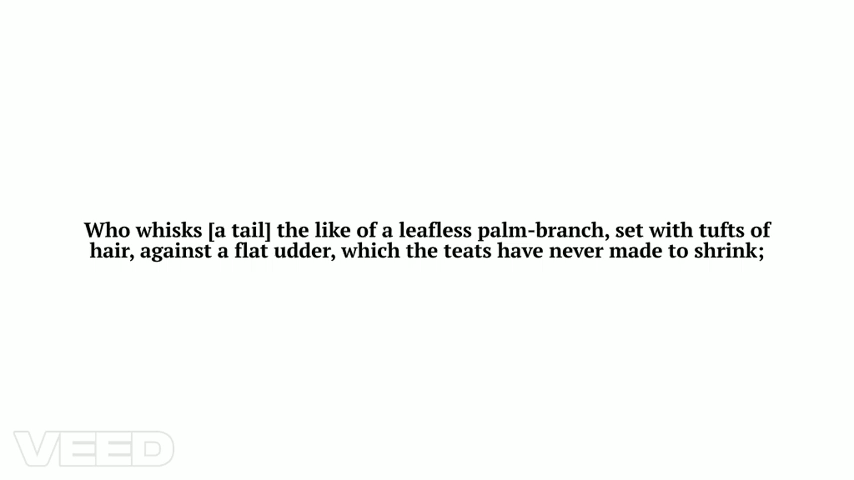 Who whisks [a tail] the like of a leafless palm-branch, set with tufts of
hair, against a flat udder, which the teats have never made to shrink;
VEED